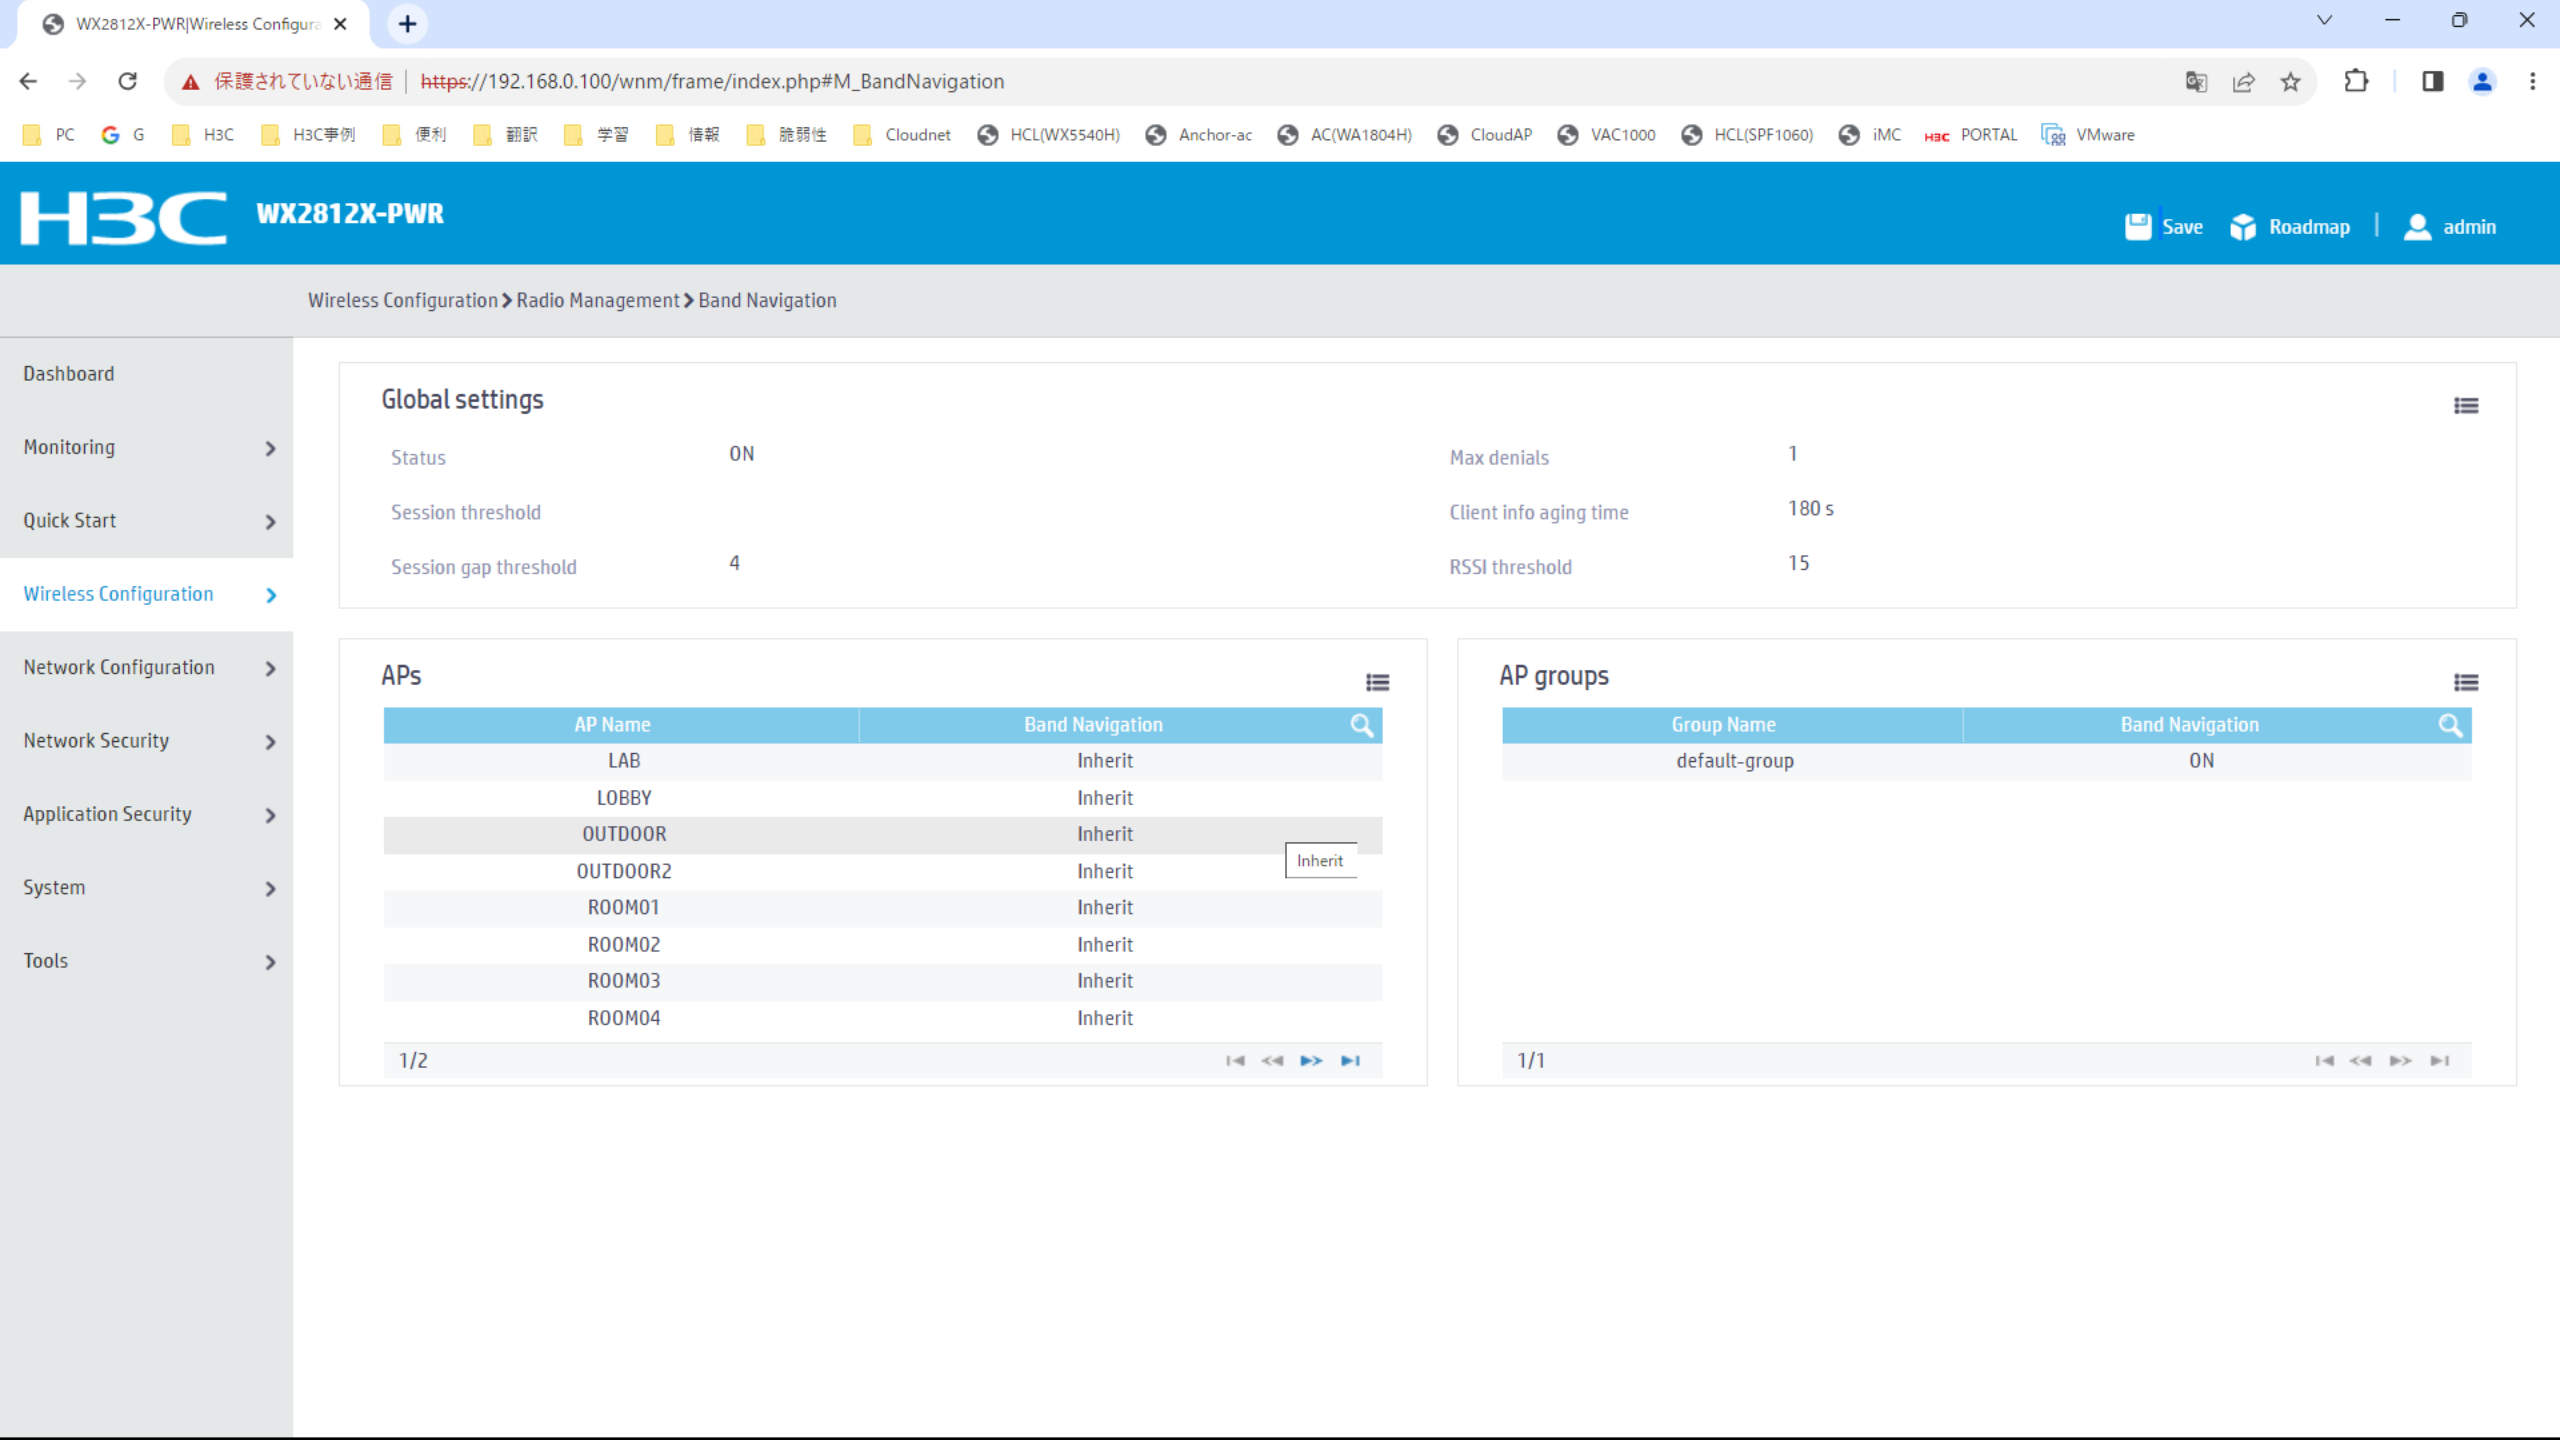 WX2812X-PWR|Wireless Configura
保護されていない通信 https://192.168.0.100/wnm/frame/index.php#M_BandNavigation
PC G H3C H3C事例 便利 翻訳 学習 情報 脆弱性 Cloudnet HCL(WX5540H) Anchor-ac AC(WA1804H) CloudAP VAC1000 HCL(SPF1060) iMC H3C PORTAL VMware
H3C WX2812X-PWR Save Roadmap | admin
Wireless Configuration > Radio Management > Band Navigation
Dashboard
Monitoring
Quick Start
Wireless Configuration
Network Configuration
Network Security
Application Security
System
Tools
Global settings
Status ON Max denials 1
Session threshold Client info aging time 180 s
Session gap threshold 4 RSSI threshold 15
APs
AP Name Band Navigation
LAB Inherit
LOBBY Inherit
OUTDOOR Inherit
Inherit
OUTDOOR2 Inherit
ROOM01 Inherit
ROOM02 Inherit
ROOM03 Inherit
ROOM04 Inherit
1/2
AP groups
Group Name Band Navigation
default-group ON
1/1